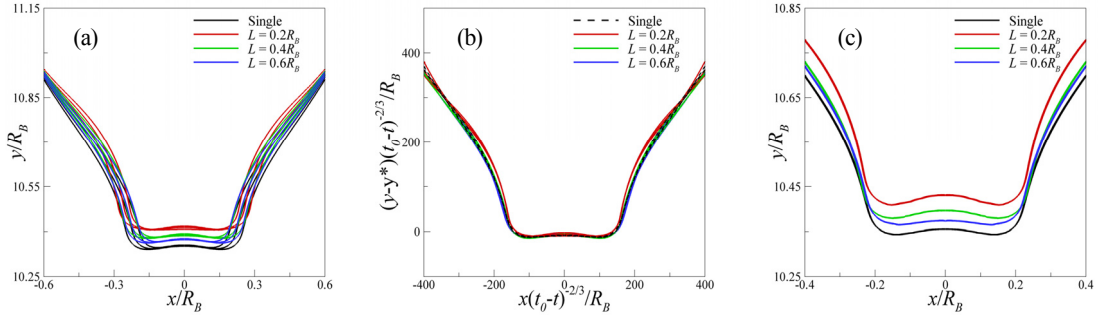 11.15
10.85
10.55
10.25
y/R_B
(a)
Single
L = 0.2R_B
L = 0.4R_B
L = 0.6R_B
-0.6 -0.3 0 0.3 0.6
x/R_B
400
200
0
(y-y*)(t_0-t)^{-2/3}/R_B
(b)
Single
L = 0.2R_B
L = 0.4R_B
L = 0.6R_B
-400 -200 0 200 400
x(t_0-t)^{-2/3}/R_B
10.85
10.65
10.45
10.25
y/R_B
(c)
Single
L = 0.2R_B
L = 0.4R_B
L = 0.6R_B
-0.4 -0.2 0 0.2 0.4
x/R_B